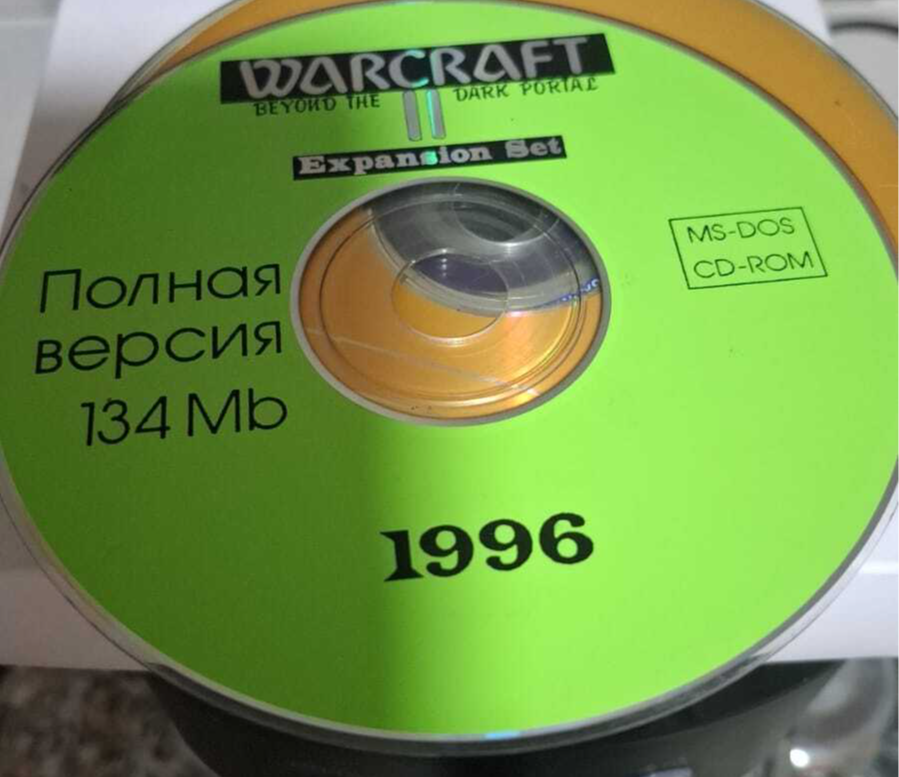 WARCRAFT
BEYOND THE II DARK PORTAL
Expansion Set
MS-DOS
CD-ROM
Полная
версия
134 Mb
1996